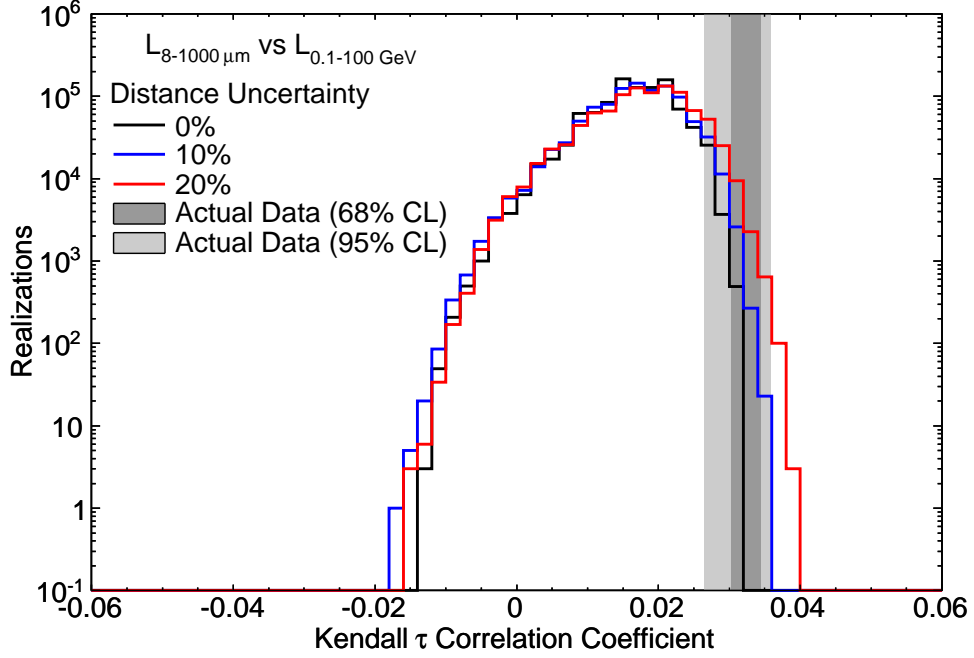 L8-1000 μm vs L0.1-100 GeV
Distance Uncertainty
0%
10%
20%
Actual Data (68% CL)
Actual Data (95% CL)
Realizations
10^6
10^5
10^4
10^3
10^2
10
1
10^-1
-0.06 -0.04 -0.02 0 0.02 0.04 0.06
Kendall τ Correlation Coefficient